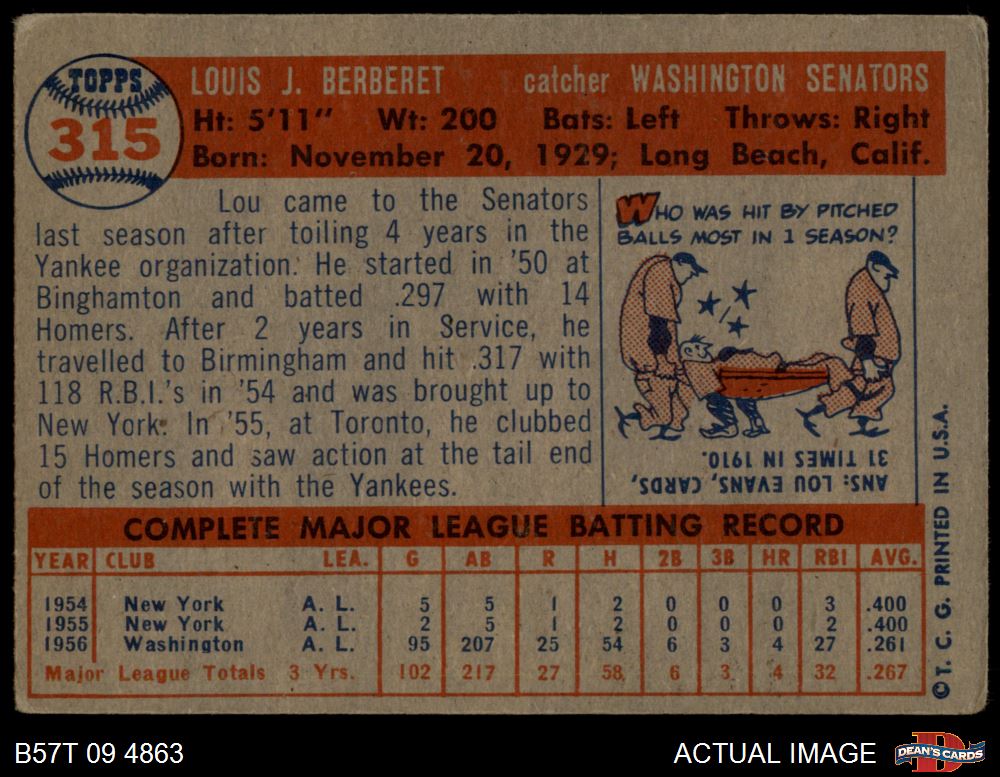 TOPPS
315
LOUIS J. BERBERET catcher WASHINGTON SENATORS
Ht: 5'11" Wt: 200 Bats: Left Throws: Right
Born: November 20, 1929; Long Beach, Calif.
Lou came to the Senators
last season after toiling 4 years in the
Yankee organization. He started in '50 at
Binghamton and batted .297 with 14
Homers. After 2 years in Service, he
travelled to Birmingham and hit .317 with
118 R.B.I.'s in '54 and was brought up to
New York. In '55, at Toronto, he clubbed
15 Homers and saw action at the tail end
of the season with the Yankees.
WHO WAS HIT BY PITCHED
BALLS MOST IN 1 SEASON?
ANS: LOU EVANS, CARDS,
31 TIMES IN 1910.
COMPLETE MAJOR LEAGUE BATTING RECORD
YEAR CLUB LEA. G AB R H 2B 3B HR RBI AVG.
1954 New York A. L. 5 5 1 2 0 0 0 3 .400
1955 New York A. L. 2 5 1 2 0 0 0 2 .400
1956 Washington A. L. 95 207 25 54 6 3 4 27 .261
Major League Totals 3 Yrs. 102 217 27 58 6 3 4 32 .267
© T. C. G. PRINTED IN U.S.A.
B57T 09 4863
ACTUAL IMAGE
D
DEAN'S CARDS